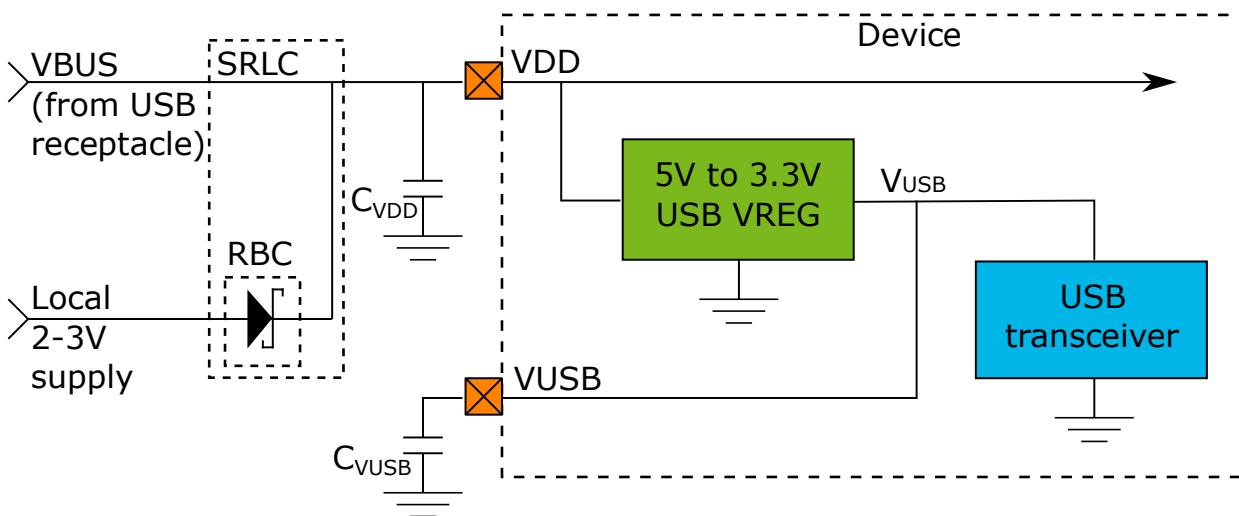 Device
VBUS
(from USB
receptacle)
SRLC
VDD
5V to 3.3V
USB VREG
VUSB
CVDD
RBC
Local
2-3V
supply
USB
transceiver
VUSB
CVUSB